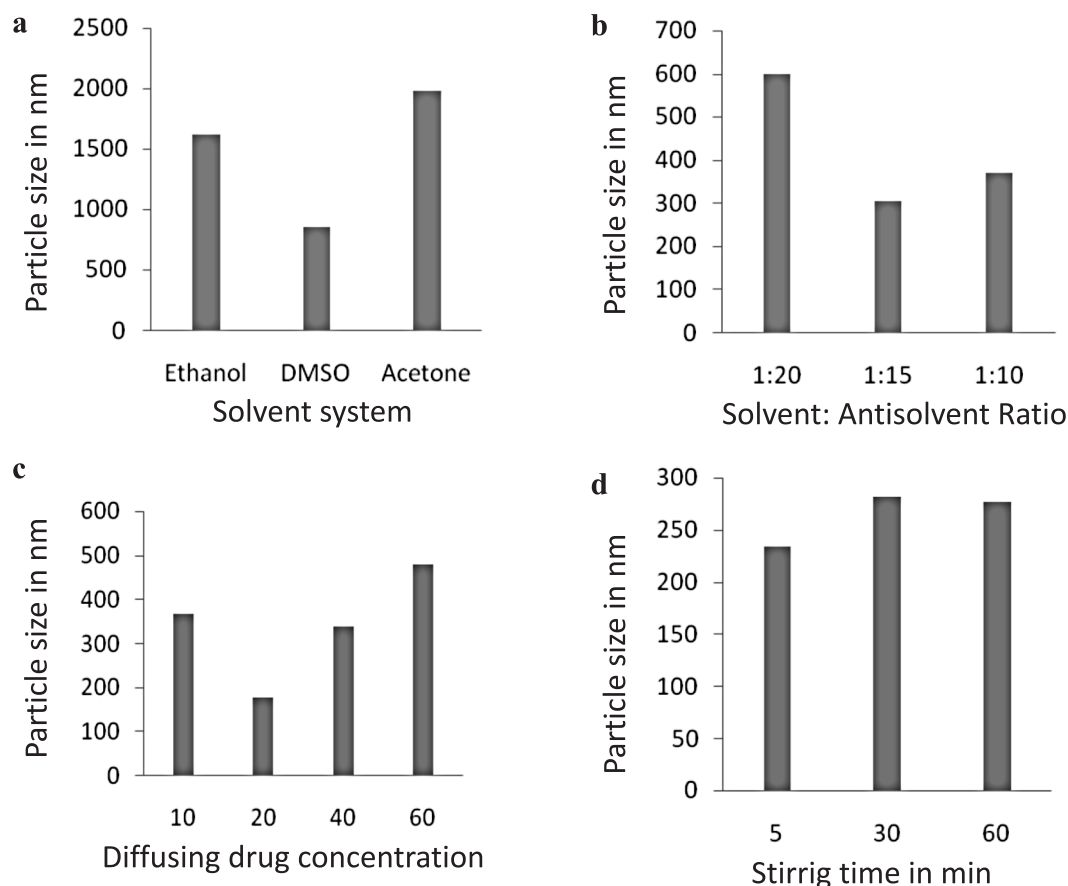 a
Particle size in nm
2500
2000
1500
1000
500
0
Ethanol DMSO Acetone
Solvent system
b
Particle size in nm
700
600
500
400
300
200
100
0
1:20 1:15 1:10
Solvent: Antisolvent Ratio
c
Particle size in nm
600
500
400
300
200
100
0
10 20 40 60
Diffusing drug concentration
d
Particle size in nm
300
250
200
150
100
50
0
5 30 60
Stirrig time in min